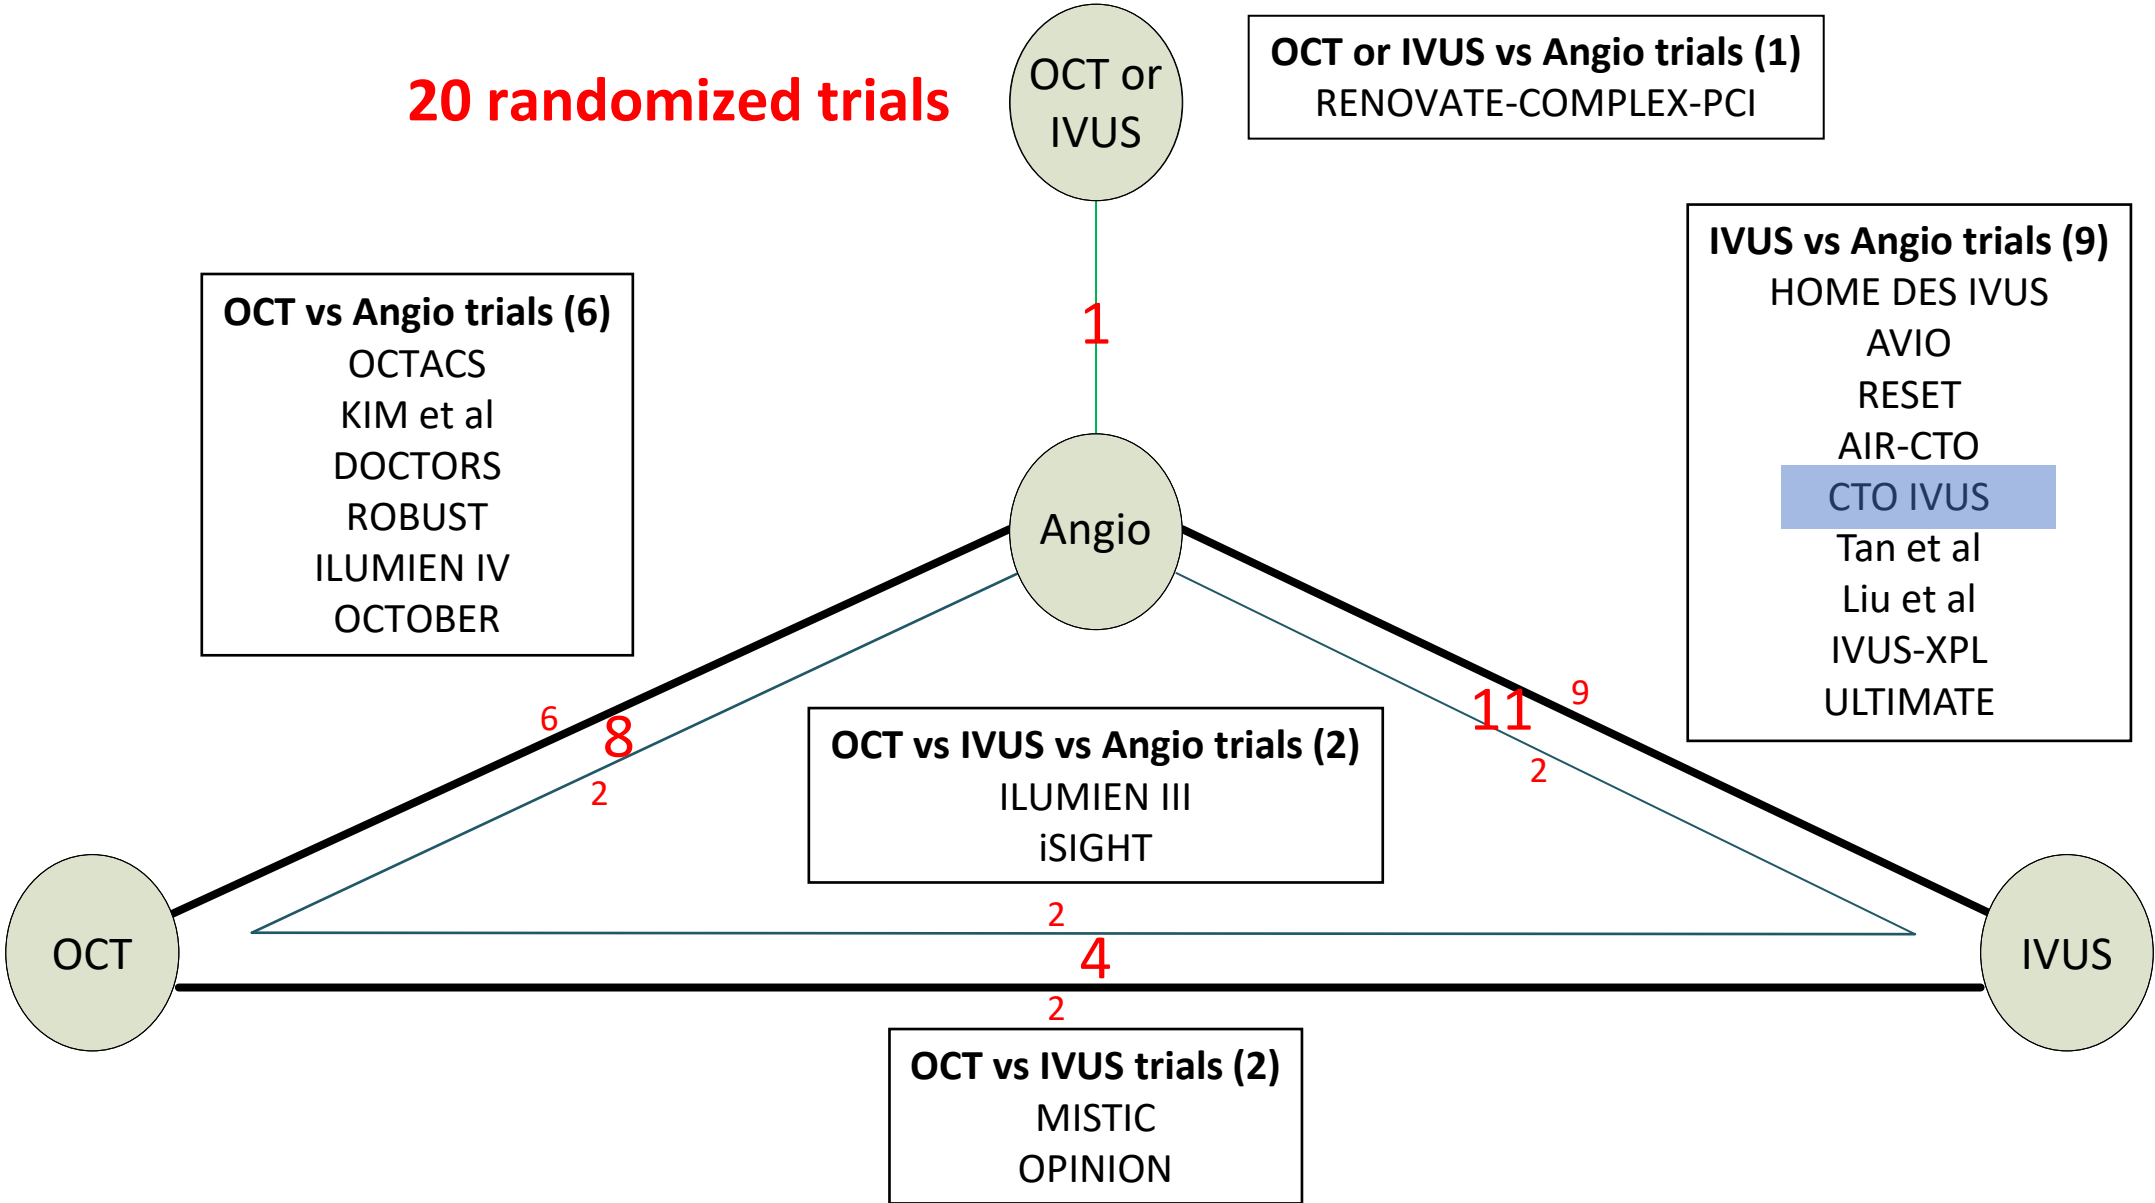 20 randomized trials
OCT or
IVUS
OCT or IVUS vs Angio trials (1)
RENOVATE-COMPLEX-PCI
1
OCT vs Angio trials (6)
OCTACS
KIM et al
DOCTORS
ROBUST
ILUMIEN IV
OCTOBER
IVUS vs Angio trials (9)
HOME DES IVUS
AVIO
RESET
AIR-CTO
CTO IVUS
Tan et al
Liu et al
IVUS-XPL
ULTIMATE
Angio
6
8
2
9
11
2
OCT vs IVUS vs Angio trials (2)
ILUMIEN III
iSIGHT
OCT
2
4
2
IVUS
OCT vs IVUS trials (2)
MISTIC
OPINION